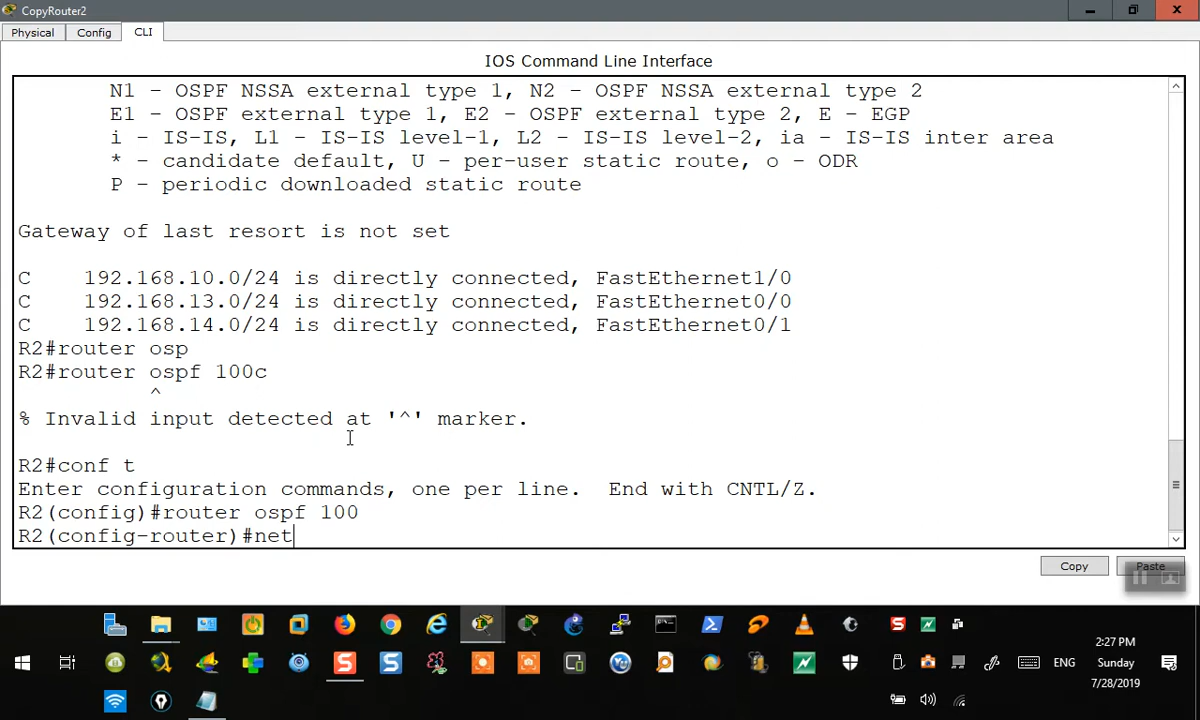 CopyRouter2
Physical Config CLI
IOS Command Line Interface
N1 - OSPF NSSA external type 1, N2 - OSPF NSSA external type 2
E1 - OSPF external type 1, E2 - OSPF external type 2, E - EGP
i - IS-IS, L1 - IS-IS level-1, L2 - IS-IS level-2, ia - IS-IS inter area
* - candidate default, U - per-user static route, o - ODR
P - periodic downloaded static route
Gateway of last resort is not set
C 192.168.10.0/24 is directly connected, FastEthernet1/0
C 192.168.13.0/24 is directly connected, FastEthernet0/0
C 192.168.14.0/24 is directly connected, FastEthernet0/1
R2#router osp
R2#router ospf 100c
^
% Invalid input detected at '^' marker.
R2#conf t
Enter configuration commands, one per line. End with CNTL/Z.
R2(config)#router ospf 100
R2(config-router)#net
Copy Paste
2:27 PM
ENG Sunday
7/28/2019